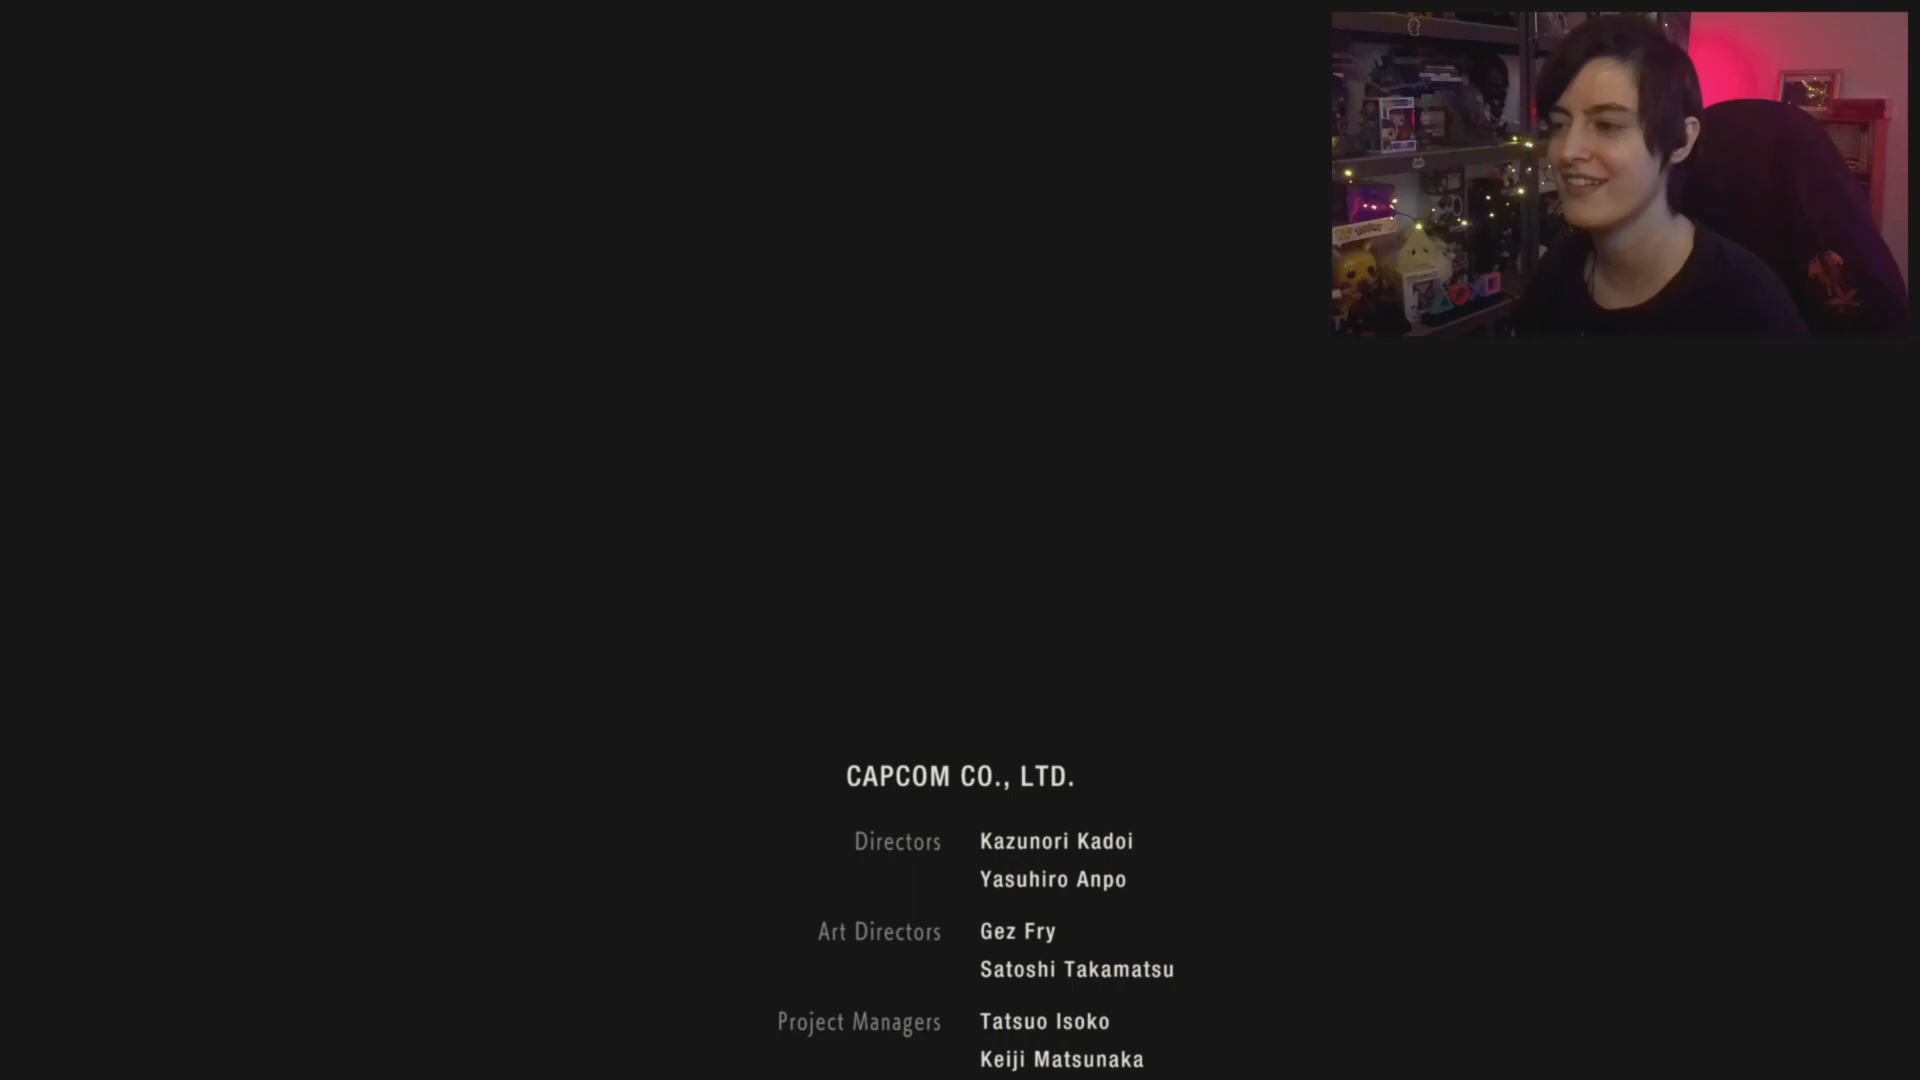 CAPCOM CO., LTD.
Directors Kazunori Kadoi
Yasuhiro Anpo
Art Directors Gez Fry
Satoshi Takamatsu
Project Managers Tatsuo Isoko
Keiji Matsunaka